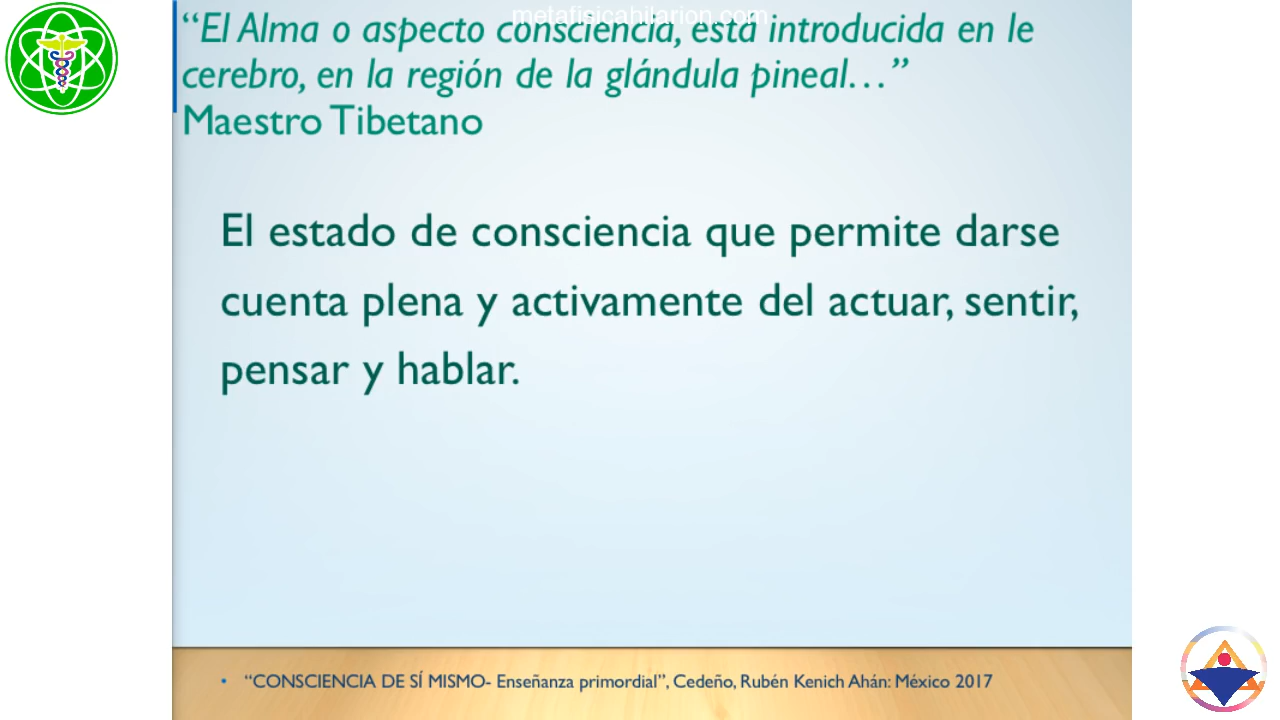 metafisicahilarion.com
“El Alma o aspecto consciencia, está introducida en le
cerebro, en la región de la glándula pineal…”
Maestro Tibetano
El estado de consciencia que permite darse
cuenta plena y activamente del actuar, sentir,
pensar y hablar.
• “CONSCIENCIA DE SÍ MISMO- Enseñanza primordial”, Cedeño, Rubén Kenich Ahán: México 2017